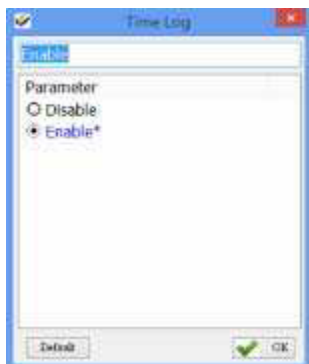 Time Log
Enable
Parameter
Disable
Enable*
Default
OK